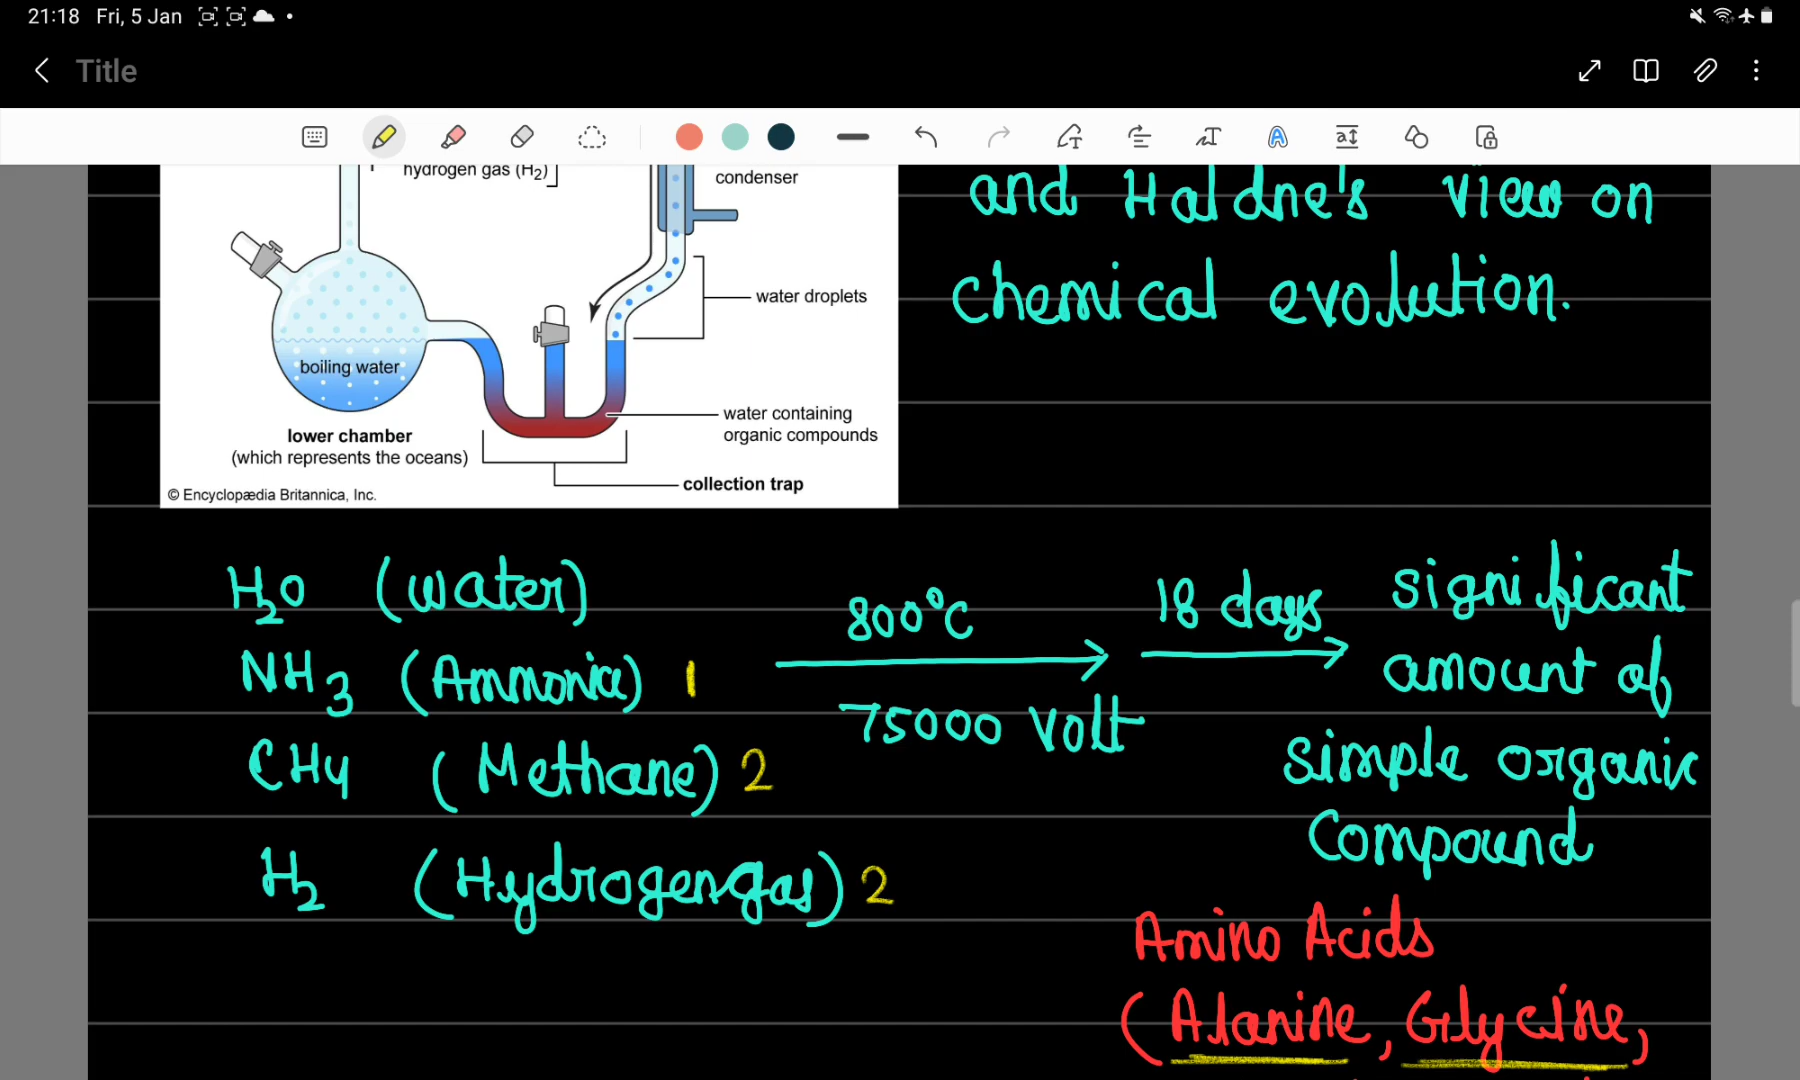 21:18 Fri, 5 Jan
Title
hydrogen gas (H2)
condenser
and Haldne's view on
chemical evolution.
water droplets
boiling water
water containing
organic compounds
lower chamber
(which represents the oceans)
collection trap
© Encyclopædia Britannica, Inc.
H2O (water)
NH3 (Ammonia) 1
CH4 (Methane) 2
H2 (Hydrogengas) 2
800°C
75000 volt
18 days
significant
amount of
simple organic
Compound
Amino Acids
(Alanine, Glycine,